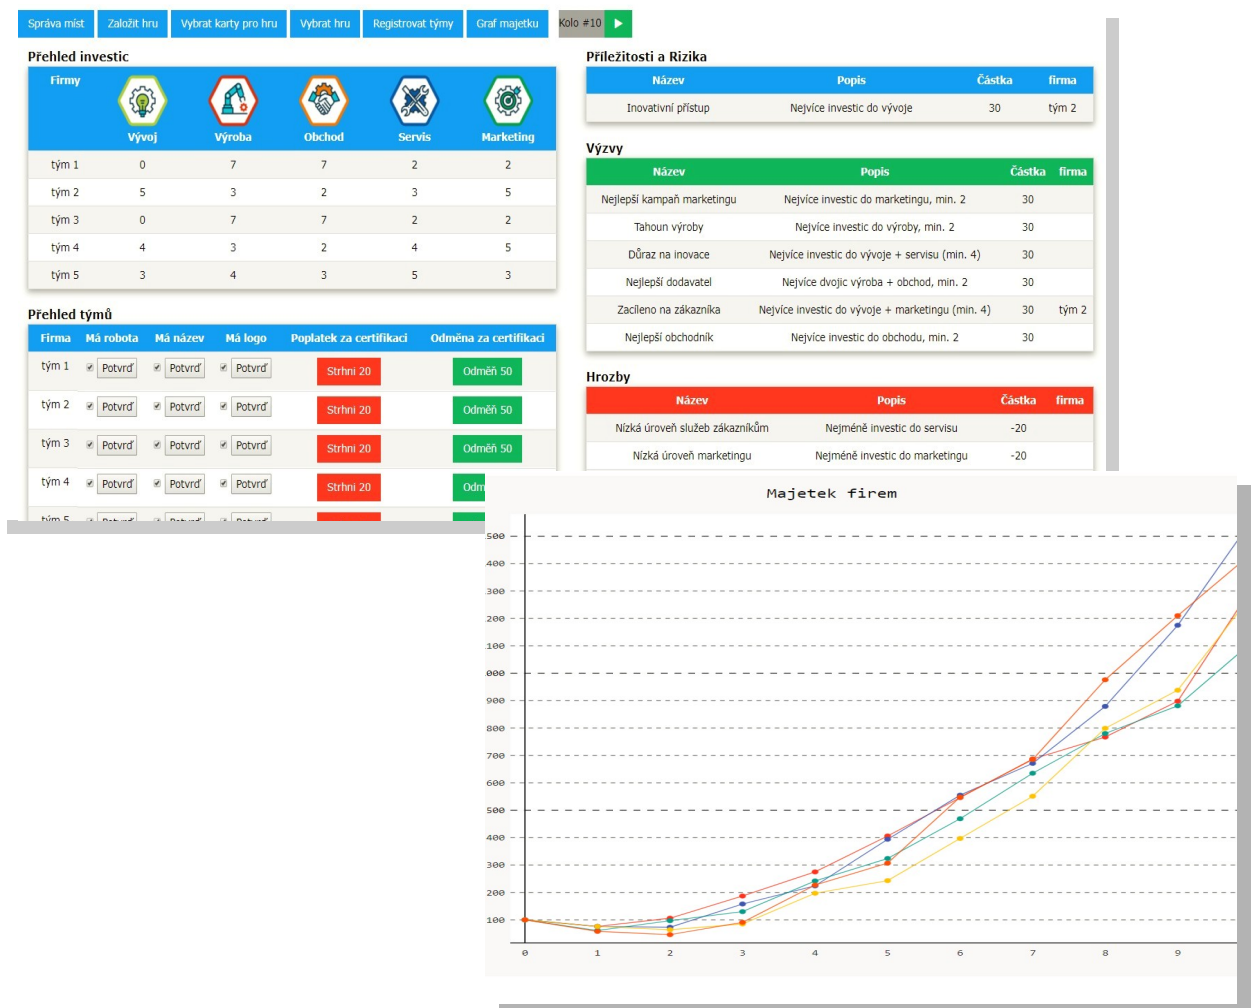 Správa míst Založit hru Vybrat karty pro hru Vybrat hru Registrovat týmy Graf majetku Kolo #10
Přehled investic
Firmy Vývoj Výroba Obchod Servis Marketing
tým 1 0 7 7 2 2
tým 2 5 3 2 3 5
tým 3 0 7 7 2 2
tým 4 4 3 2 4 5
tým 5 3 4 3 5 3
Přehled týmů
Firma Má robota Má název Má logo Poplatek za certifikaci Odměna za certifikaci
tým 1 Potvrď Potvrď Potvrď Strhni 20 Odměň 50
tým 2 Potvrď Potvrď Potvrď Strhni 20 Odměň 50
tým 3 Potvrď Potvrď Potvrď Strhni 20 Odměň 50
tým 4 Potvrď Potvrď Potvrď Strhni 20 Odm
tým 5 Potvrď Potvrď Potvrď
Příležitosti a Rizika
Název Popis Částka firma
Inovativní přístup Nejvíce investic do vývoje 30 tým 2
Výzvy
Název Popis Částka firma
Nejlepší kampaň marketingu Nejvíce investic do marketingu, min. 2 30
Tahoun výroby Nejvíce investic do výroby, min. 2 30
Důraz na inovace Nejvíce investic do vývoje + servisu (min. 4) 30
Nejlepší dodavatel Nejvíce dvojic výroba + obchod, min. 2 30
Zacíleno na zákazníka Nejvíce investic do vývoje + marketingu (min. 4) 30 tým 2
Nejlepší obchodník Nejvíce investic do obchodu, min. 2 30
Hrozby
Název Popis Částka firma
Nízká úroveň služeb zákazníkům Nejméně investic do servisu -20
Nízká úroveň marketingu Nejméně investic do marketingu -20
Majetek firem
500
400
300
200
100
000
900
800
700
600
500
400
300
200
100
0 1 2 3 4 5 6 7 8 9